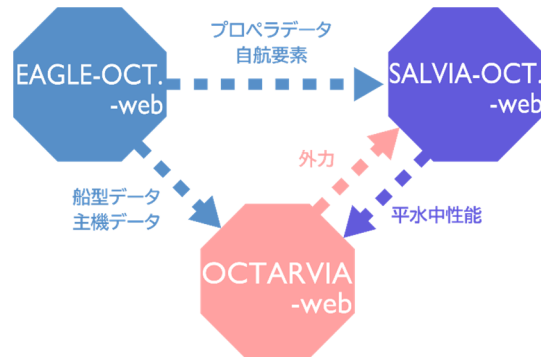 プロペラデータ
自航要素
EAGLE-OCT.
-web
SALVIA-OCT.
-web
外力
船型データ
主機データ
平水中性能
OCTARVIA
-web